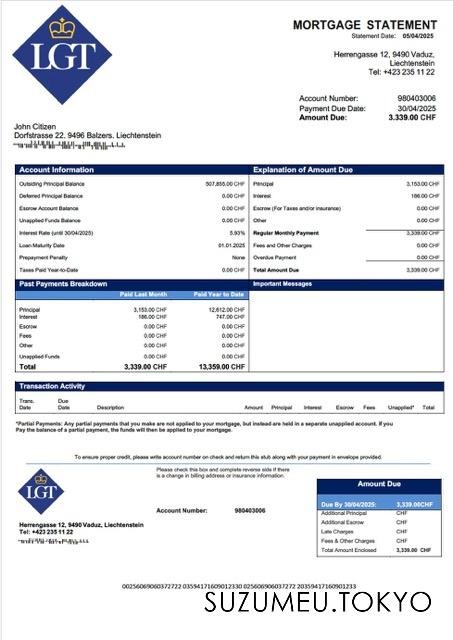 LGT
MORTGAGE STATEMENT
Statement Date: 05/04/2025
Herrengasse 12, 9490 Vaduz,
Liechtenstein
Tel: +423 235 11 22
Account Number: 980403006
Payment Due Date: 30/04/2025
Amount Due: 3.339.00 CHF
John Citizen
Dorfstrasse 22, 9496 Balzers, Liechtenstein
Account Information
Outstanding Principal Balance 507,855.00 CHF
Deferred Principal Balance 0.00 CHF
Escrow Account Balance 0.00 CHF
Unapplied Funds Balance 0.00 CHF
Interest Rate (until 30/04/2025) 5.93%
Loan Maturity Date 01.01.2025
Prepayment Penalty None
Taxes Paid Year-to-Date 0.00 CHF
Explanation of Amount Due
Principal 3,153.00 CHF
Interest 186.00 CHF
Escrow (For Taxes and/or insurance) 0.00 CHF
Other 0.00 CHF
Regular Monthly Payment 3,339.00 CHF
Fees and Other Charges 0.00 CHF
Overdue Payment 0.00 CHF
Total Amount Due 3,339.00 CHF
Past Payments Breakdown
Paid Last Month Paid Year to Date
Principal 3,153.00 CHF 12,612.00 CHF
Interest 186.00 CHF 747.00 CHF
Escrow 0.00 CHF 0.00 CHF
Fees 0.00 CHF 0.00 CHF
Other 0.00 CHF 0.00 CHF
Unapplied Funds 0.00 CHF 0.00 CHF
Total 3,339.00 CHF 13,359.00 CHF
Important Messages
Transaction Activity
Trans. Date Due Date Description Amount Principal Interest Escrow Fees Unapplied* Total
*Partial Payments: Any partial payments that you make are not applied to your mortgage, but instead are held in a separate unapplied account. If you
Pay the balance of a partial payment, the funds will then be applied to your mortgage.
To ensure proper credit, please write account number on check and return this stub along with your payment in envelope provided.
LGT
Please check this box and complete reverse side if there
is a change in billing address or insurance information.
Account Number: 980403006
Herrengasse 12, 9490 Vaduz, Liechtenstein
Tel: +423 235 11 22
Amount Due
Due By 30/04/2025: 3,339.00CHF
Additional Principal CHF
Additional Escrow CHF
Late Charges CHF
Fees & Other Charges CHF
Total Amount Enclosed 3,339.00 CHF
SUZUMEU.TOKYO